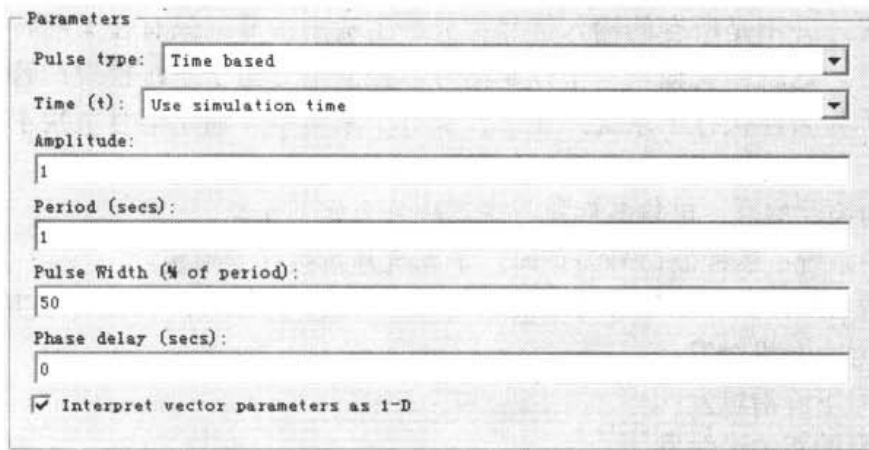 Parameters
Pulse type: Time based
Time (t): Use simulation time
Amplitude:
1
Period (secs):
1
Pulse Width (% of period):
50
Phase delay (secs):
0
Interpret vector parameters as 1-D